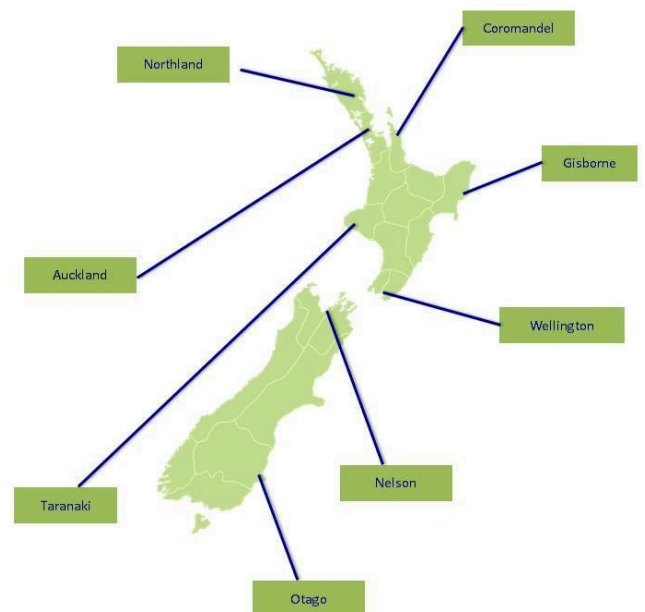 Coromandel
Northland
Gisborne
Auckland
Wellington
Nelson
Taranaki
Otago